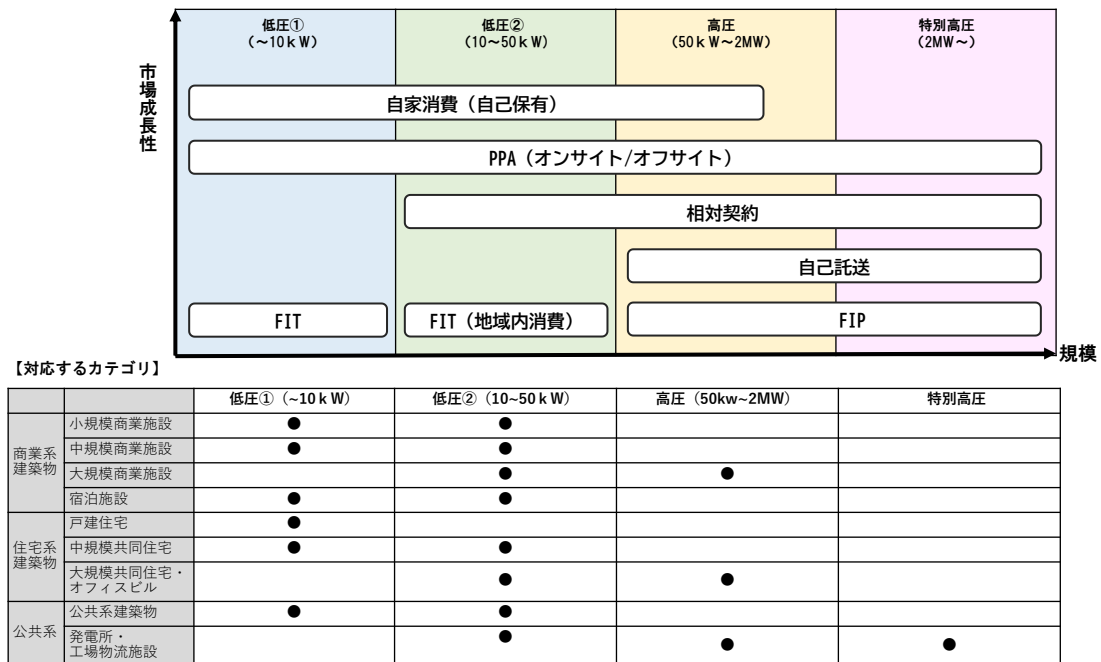 低圧①
(～10ｋW)
低圧②
(10～50ｋW)
高圧
(50ｋW～2MW)
特別高圧
(2MW～)
市場成長性
自家消費（自己保有）
PPA（オンサイト/オフサイト）
相対契約
自己託送
FIT
FIT（地域内消費）
FIP
規模
【対応するカテゴリ】
低圧①（~10ｋW） 低圧②（10~50ｋW） 高圧（50kw~2MW） 特別高圧
商業系
建築物
小規模商業施設 ● ●
中規模商業施設 ● ●
大規模商業施設 ● ●
宿泊施設 ● ●
住宅系
建築物
戸建住宅 ●
中規模共同住宅 ● ●
大規模共同住宅・
オフィスビル ● ●
公共系
公共系建築物 ● ●
発電所・
工場物流施設 ● ● ●